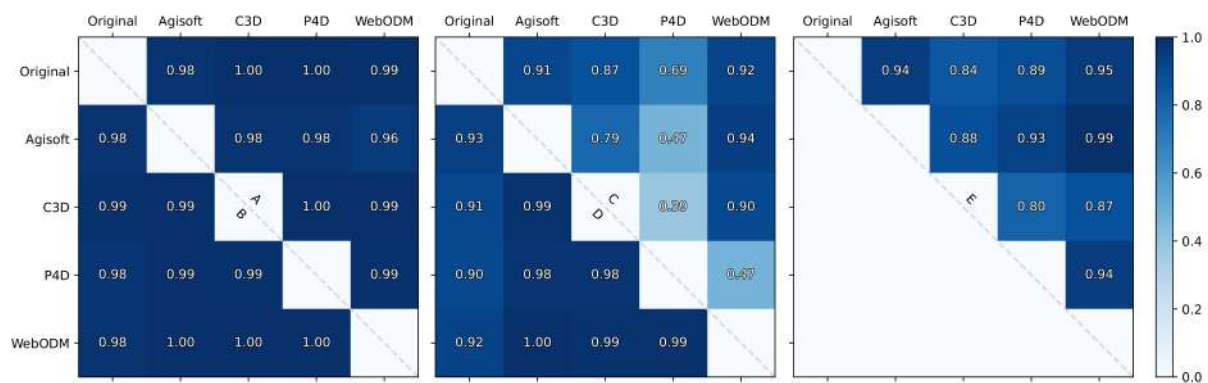 Original Agisoft C3D P4D WebODM Original Agisoft C3D P4D WebODM Original Agisoft C3D P4D WebODM
1.0
Original 0.98 1.00 1.00 0.99 0.91 0.87 0.69 0.92 0.94 0.84 0.89 0.95
0.8
Agisoft 0.98 0.98 0.98 0.96 0.93 0.79 0.47 0.94 0.88 0.93 0.99
0.6
C3D 0.99 0.99 A B 1.00 0.99 0.91 0.99 C D 0.39 0.90 E 0.80 0.87
0.4
P4D 0.98 0.99 0.99 0.99 0.90 0.98 0.98 0.47 0.94
0.2
WebODM 0.98 1.00 1.00 1.00 0.92 1.00 0.99 0.99
0.0